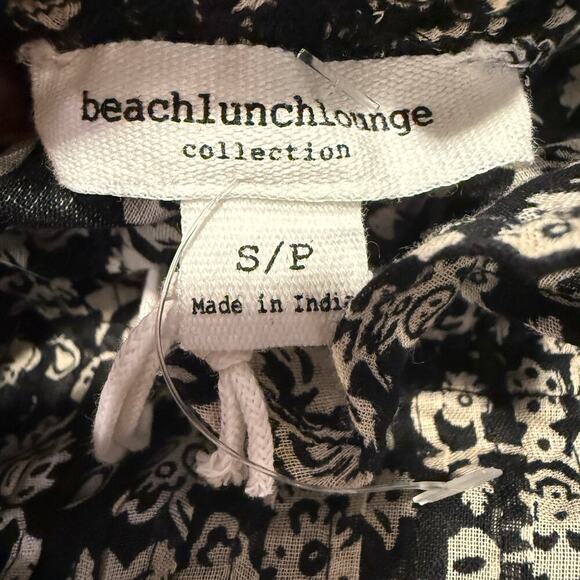 beachlunchlounge
collection
S/P
Made in India